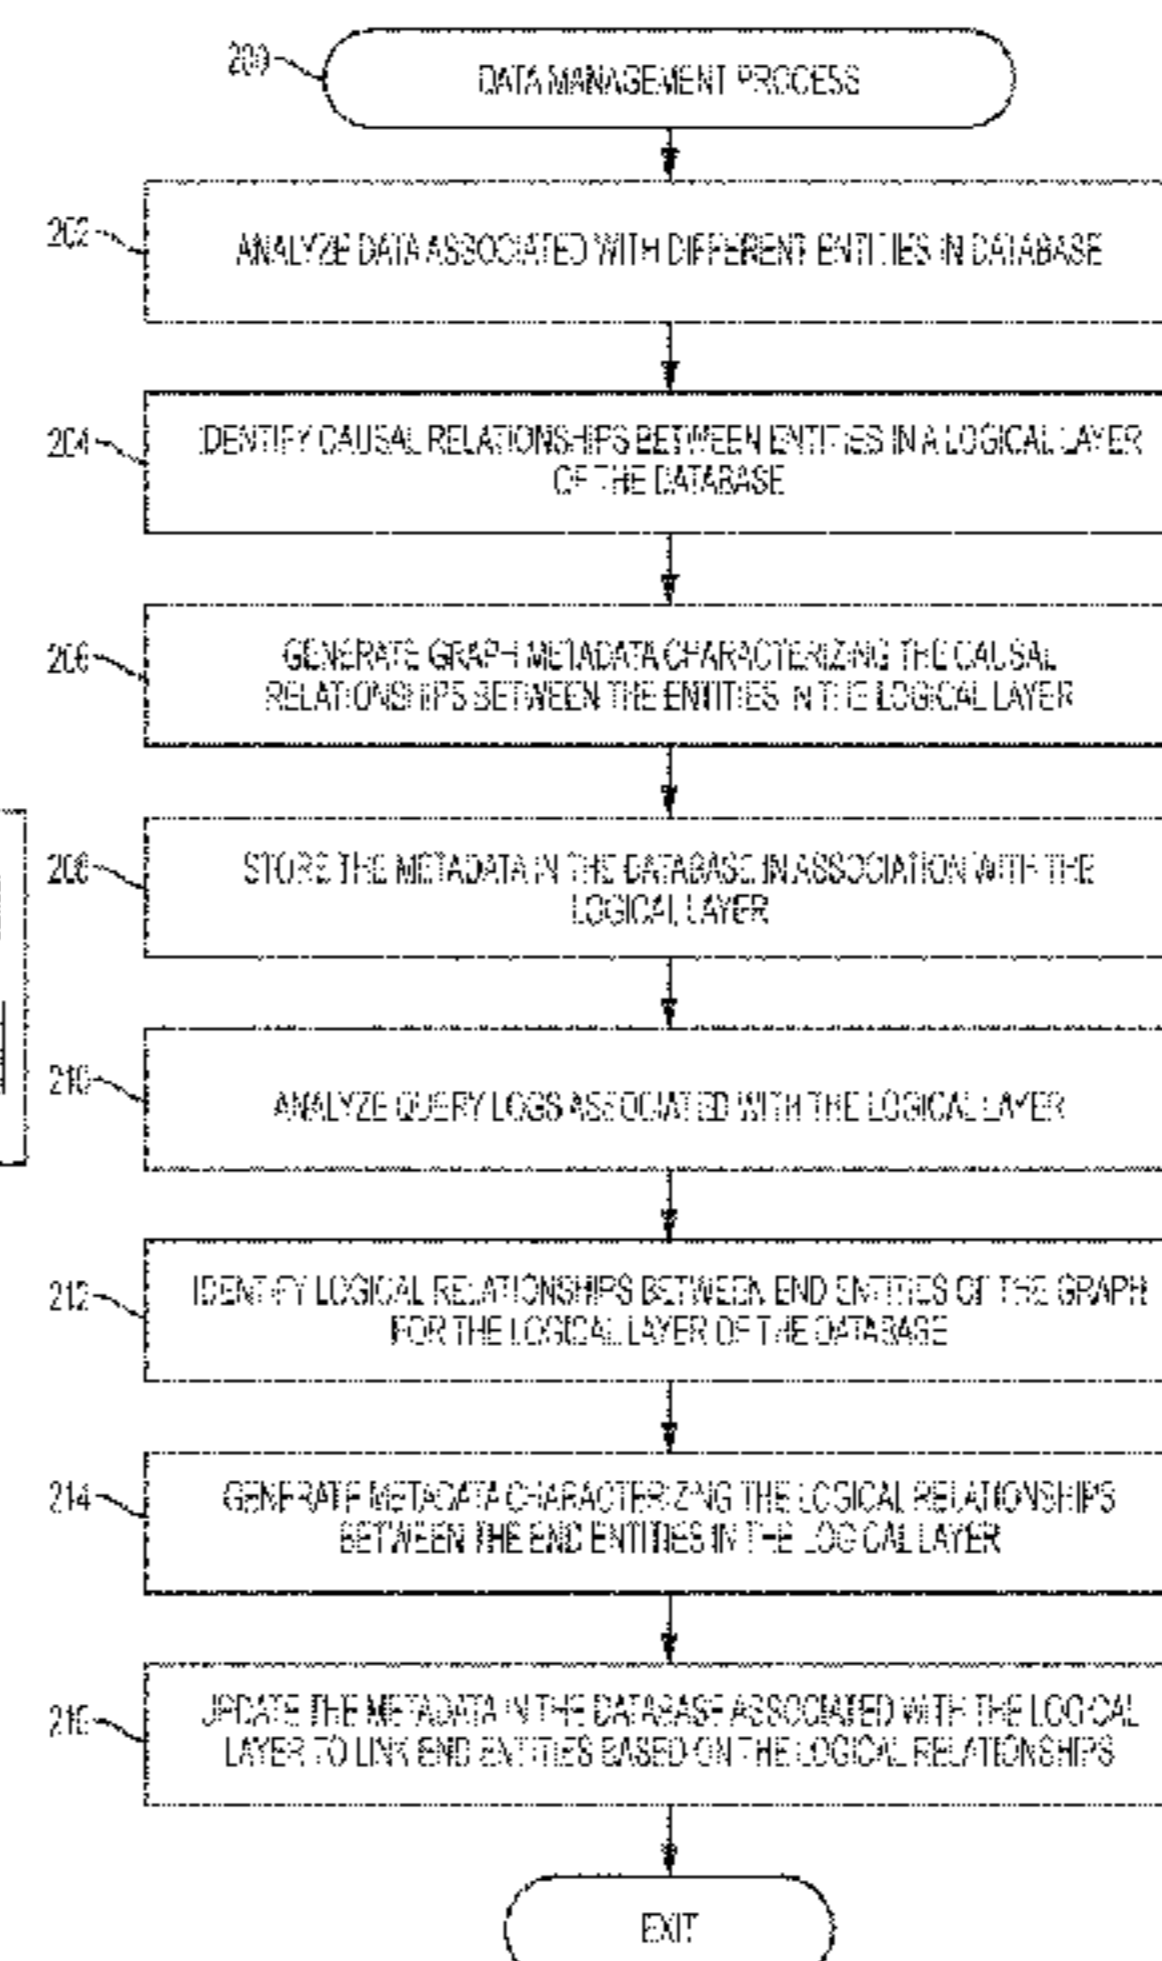 200
DATA MANAGEMENT PROCESS
202
ANALYZE DATA ASSOCIATED WITH DIFFERENT ENTITIES IN DATABASE
204
IDENTIFY CAUSAL RELATIONSHIPS BETWEEN ENTITIES IN A LOGICAL LAYER
OF THE DATABASE
206
GENERATE GRAPH METADATA CHARACTERIZING THE CAUSAL
RELATIONSHIPS BETWEEN THE ENTITIES IN THE LOGICAL LAYER
208
STORE THE METADATA IN THE DATABASE IN ASSOCIATION WITH THE
LOGICAL LAYER
210
ANALYZE QUERY LOGS ASSOCIATED WITH THE LOGICAL LAYER
212
IDENTIFY LOGICAL RELATIONSHIPS BETWEEN END ENTITIES OF THE GRAPH
FOR THE LOGICAL LAYER OF THE DATABASE
214
GENERATE METADATA CHARACTERIZING THE LOGICAL RELATIONSHIPS
BETWEEN THE END ENTITIES IN THE LOGICAL LAYER
216
UPDATE THE METADATA IN THE DATABASE ASSOCIATED WITH THE LOGICAL
LAYER TO LINK END ENTITIES BASED ON THE LOGICAL RELATIONSHIPS
EXIT